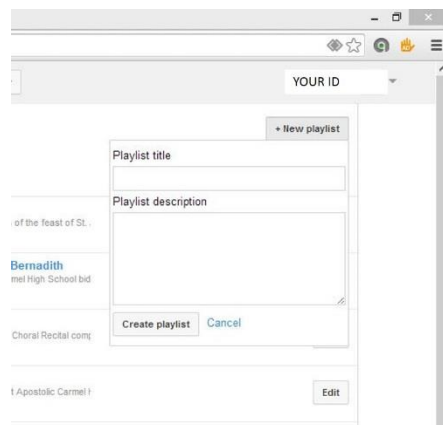 YOUR ID
+ New playlist
Playlist title
Playlist description
of the feast of St.
Bernadith
mel High School bid
Choral Recital comp
Create playlist Cancel
t Apostolic Carmel H
Edit